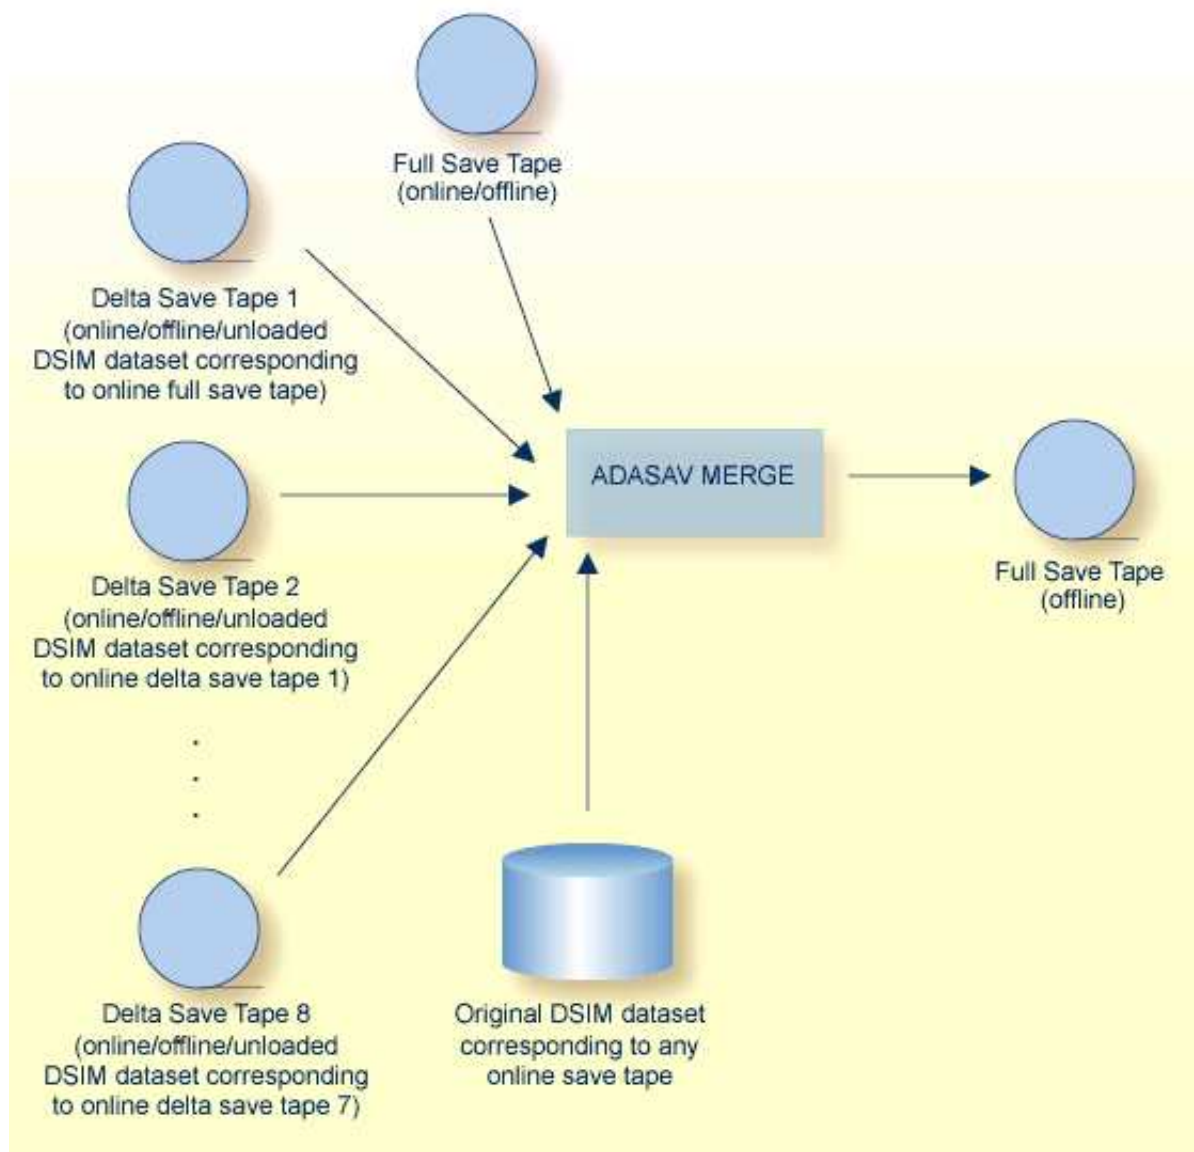 Full Save Tape
(online/offline)
Delta Save Tape 1
(online/offline/unloaded
DSIM dataset corresponding
to online full save tape)
ADASAV MERGE
Full Save Tape
(offline)
Delta Save Tape 2
(online/offline/unloaded
DSIM dataset corresponding
to online delta save tape 1)
Delta Save Tape 8
(online/offline/unloaded
DSIM dataset corresponding
to online delta save tape 7)
Original DSIM dataset
corresponding to any
online save tape